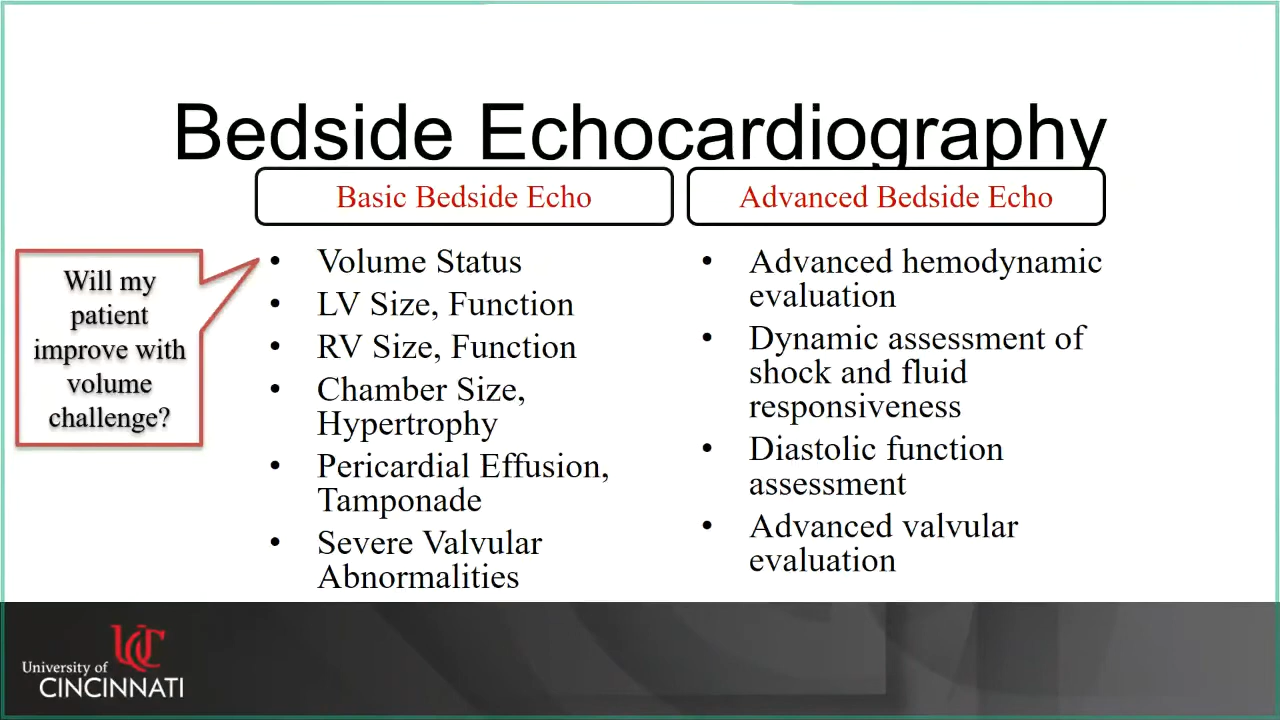 Bedside Echocardiography
Basic Bedside Echo
Advanced Bedside Echo
Will my
patient
improve with
volume
challenge?
• Volume Status
• LV Size, Function
• RV Size, Function
• Chamber Size,
Hypertrophy
• Pericardial Effusion,
Tamponade
• Severe Valvular
Abnormalities
• Advanced hemodynamic
evaluation
• Dynamic assessment of
shock and fluid
responsiveness
• Diastolic function
assessment
• Advanced valvular
evaluation
UC
University of
CINCINNATI